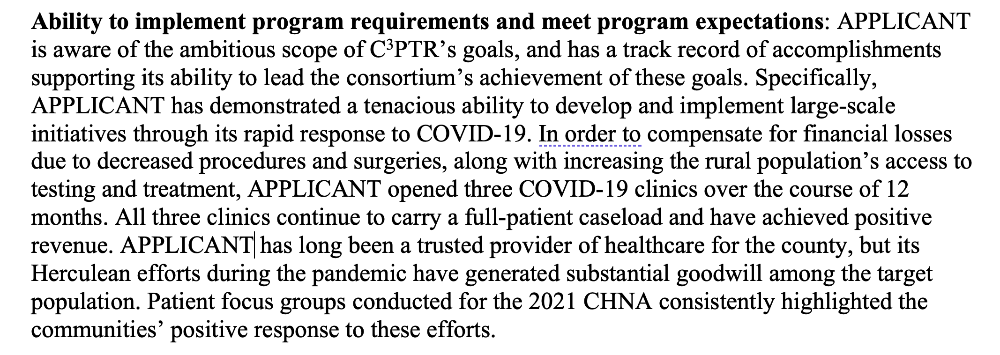 Ability to implement program requirements and meet program expectations: APPLICANT
is aware of the ambitious scope of C³PTR’s goals, and has a track record of accomplishments
supporting its ability to lead the consortium’s achievement of these goals. Specifically,
APPLICANT has demonstrated a tenacious ability to develop and implement large-scale
initiatives through its rapid response to COVID-19. In order to compensate for financial losses
due to decreased procedures and surgeries, along with increasing the rural population’s access to
testing and treatment, APPLICANT opened three COVID-19 clinics over the course of 12
months. All three clinics continue to carry a full-patient caseload and have achieved positive
revenue. APPLICANT has long been a trusted provider of healthcare for the county, but its
Herculean efforts during the pandemic have generated substantial goodwill among the target
population. Patient focus groups conducted for the 2021 CHNA consistently highlighted the
communities’ positive response to these efforts.